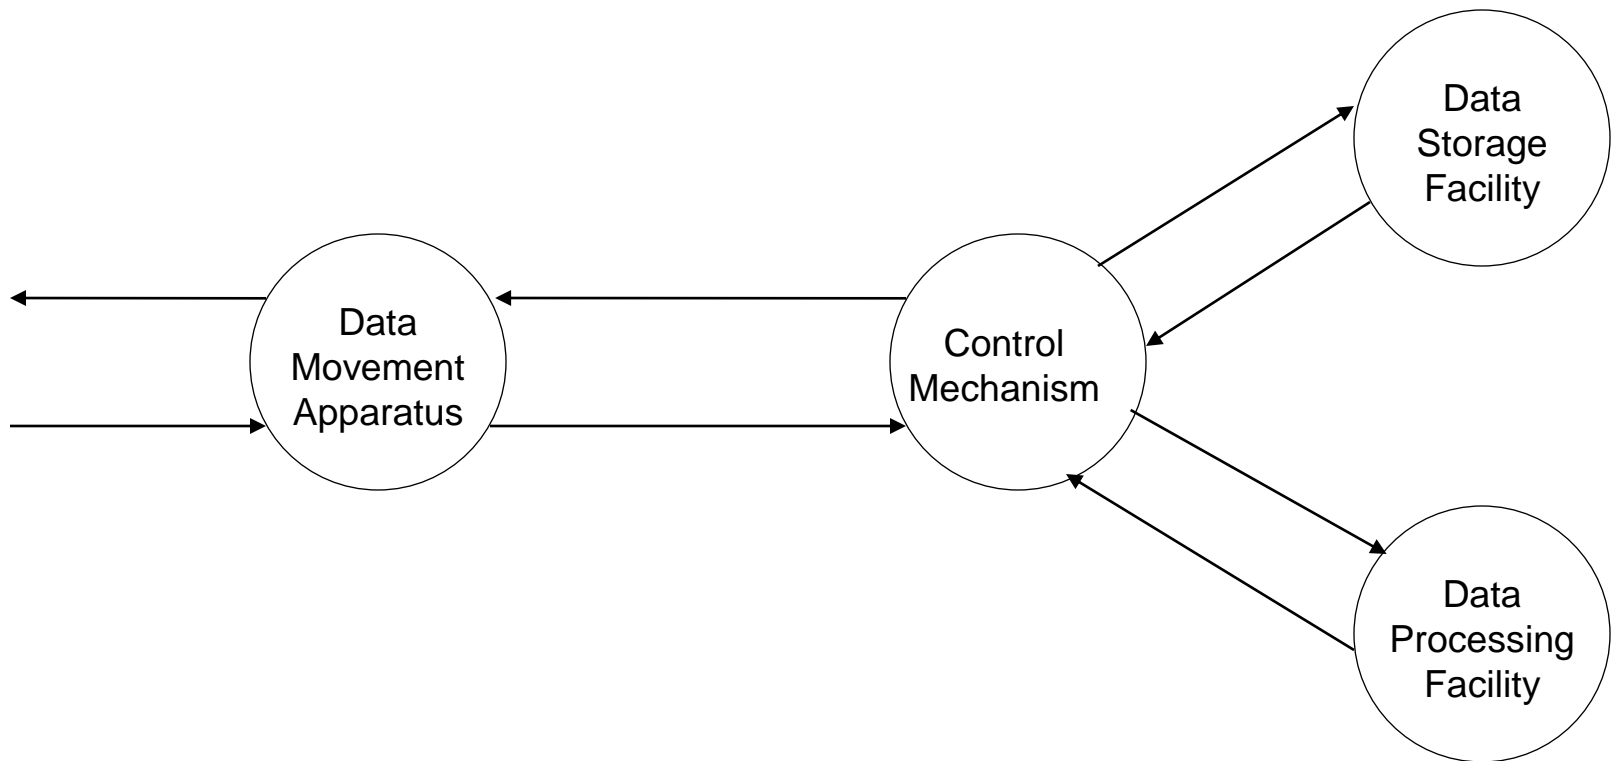 Data
Storage
Facility
Data
Movement
Apparatus
Control
Mechanism
Data
Processing
Facility